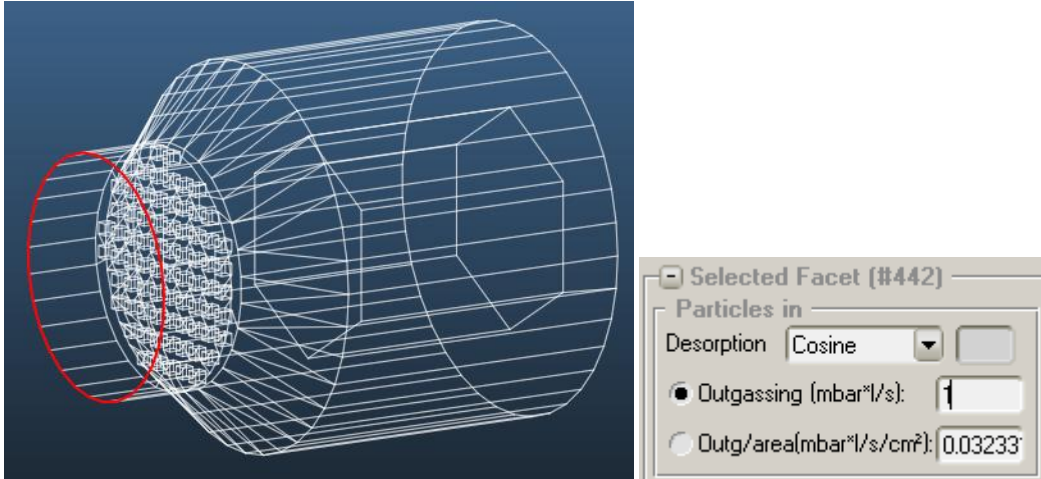 Selected Facet (#442)
Particles in
Desorption Cosine
Outgassing (mbar*l/s): 1
Outg/area(mbar*l/s/cm²): 0.03233